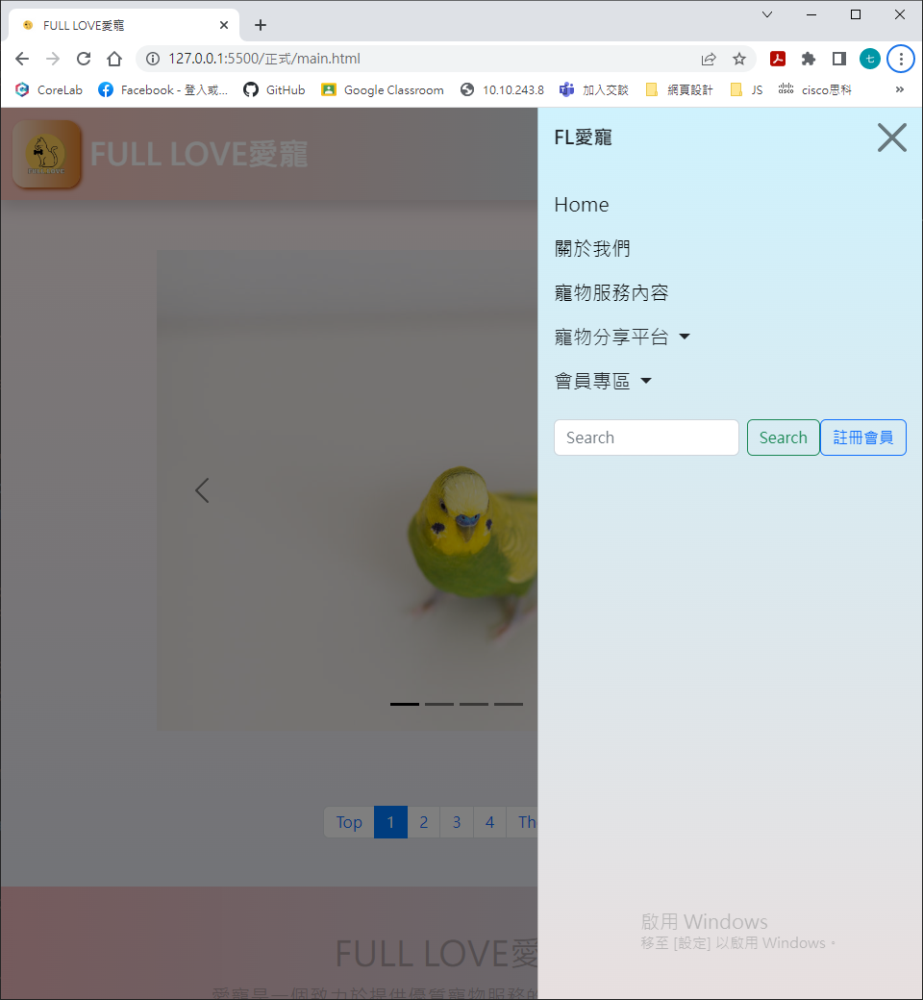 FULL LOVE愛寵
127.0.0.1:5500/正式/main.html
CoreLab Facebook - 登入或... GitHub Google Classroom 10.10.243.8 加入交談 網頁設計 JS cisco思科 »
FULL LOVE
FULL LOVE愛寵
FL愛寵
Home
關於我們
寵物服務內容
寵物分享平台
會員專區
Search Search 註冊會員
Top 1 2 3 4 Th
啟用 Windows
移至 [設定] 以啟用 Windows。
FULL LOVE愛
愛寵是一個致力於提供優質寵物服務的